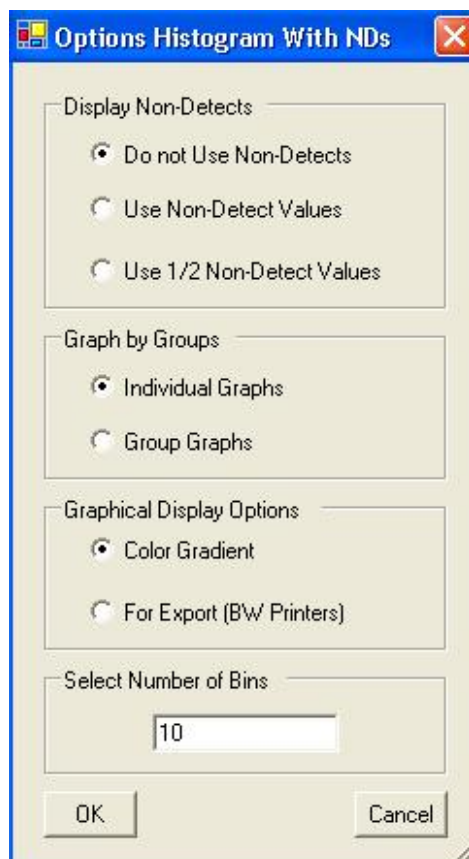 Options Histogram With NDs
Display Non-Detects
Do not Use Non-Detects
Use Non-Detect Values
Use 1/2 Non-Detect Values
Graph by Groups
Individual Graphs
Group Graphs
Graphical Display Options
Color Gradient
For Export (BW Printers)
Select Number of Bins
10
OK
Cancel